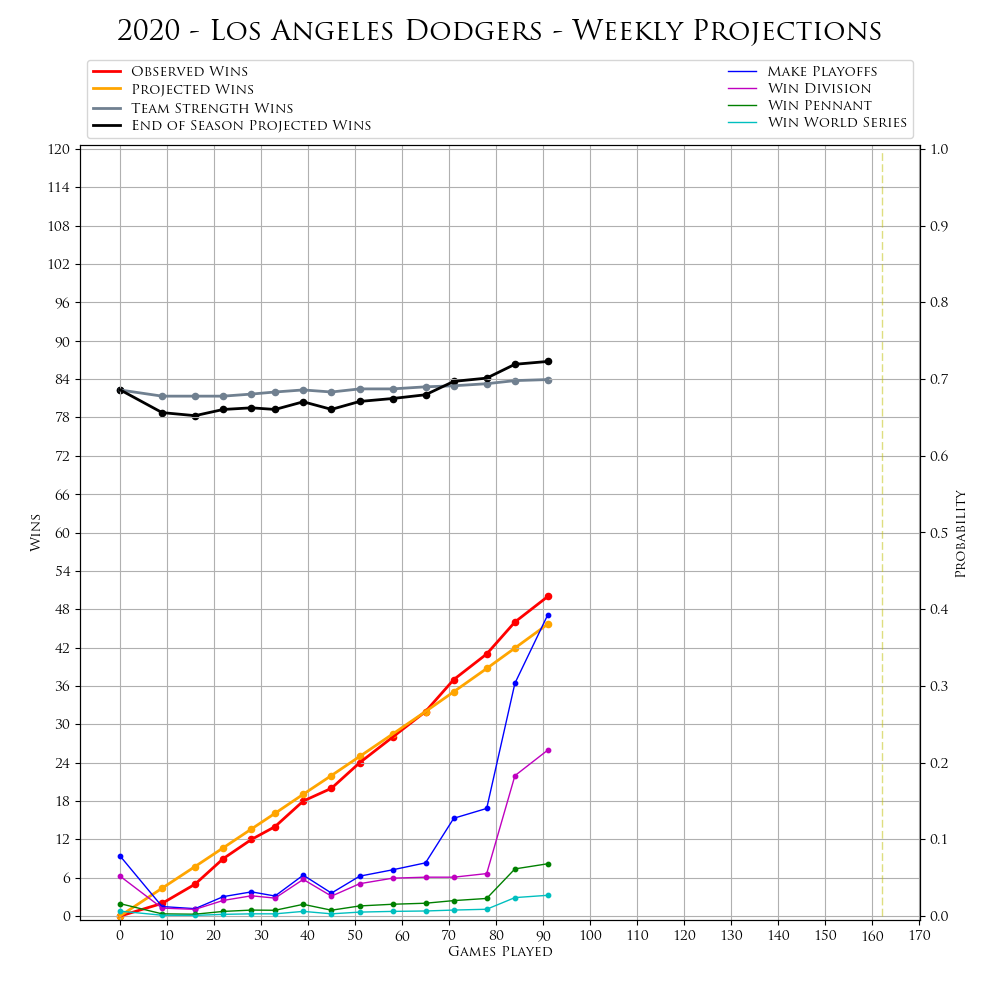 2020 - Los Angeles Dodgers - Weekly Projections
Observed Wins
Projected Wins
Team Strength Wins
End of Season Projected Wins
Make Playoffs
Win Division
Win Pennant
Win World Series
120
114
108
102
96
90
84
78
72
66
60
54
48
42
36
30
24
18
12
6
0
Wins
1.0
0.9
0.8
0.7
0.6
0.5
0.4
0.3
0.2
0.1
0.0
Probability
0 10 20 30 40 50 60 70 80 90 100 110 120 130 140 150 160 170
Games Played